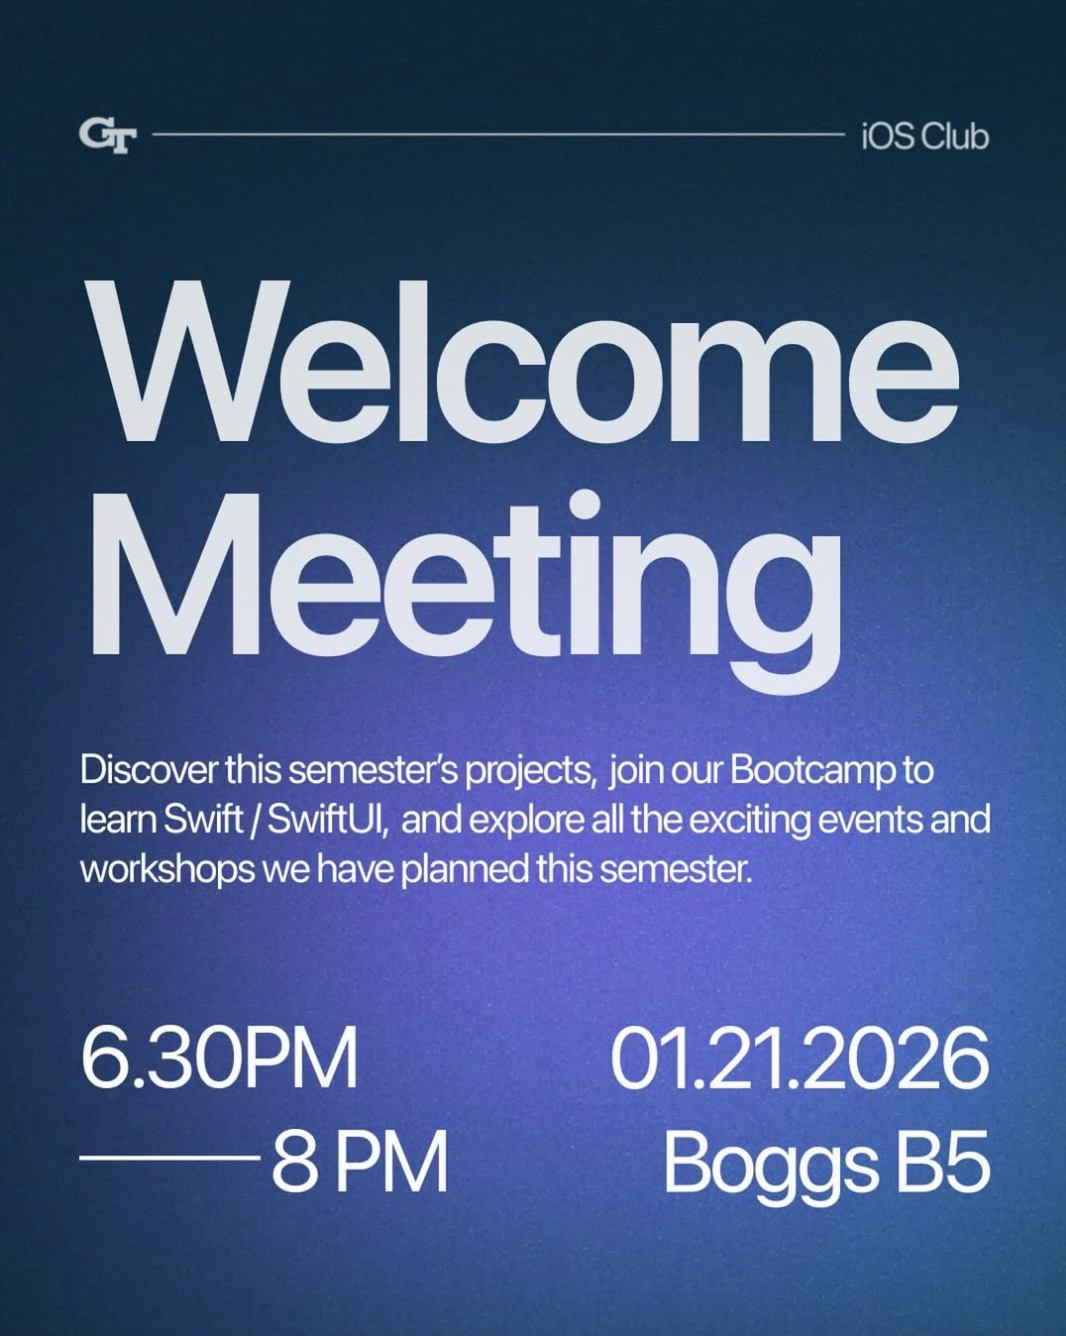 GT iOS Club
Welcome
Meeting
Discover this semester's projects, join our Bootcamp to
learn Swift / SwiftUI, and explore all the exciting events and
workshops we have planned this semester.
6.30PM
8 PM
01.21.2026
Boggs B5